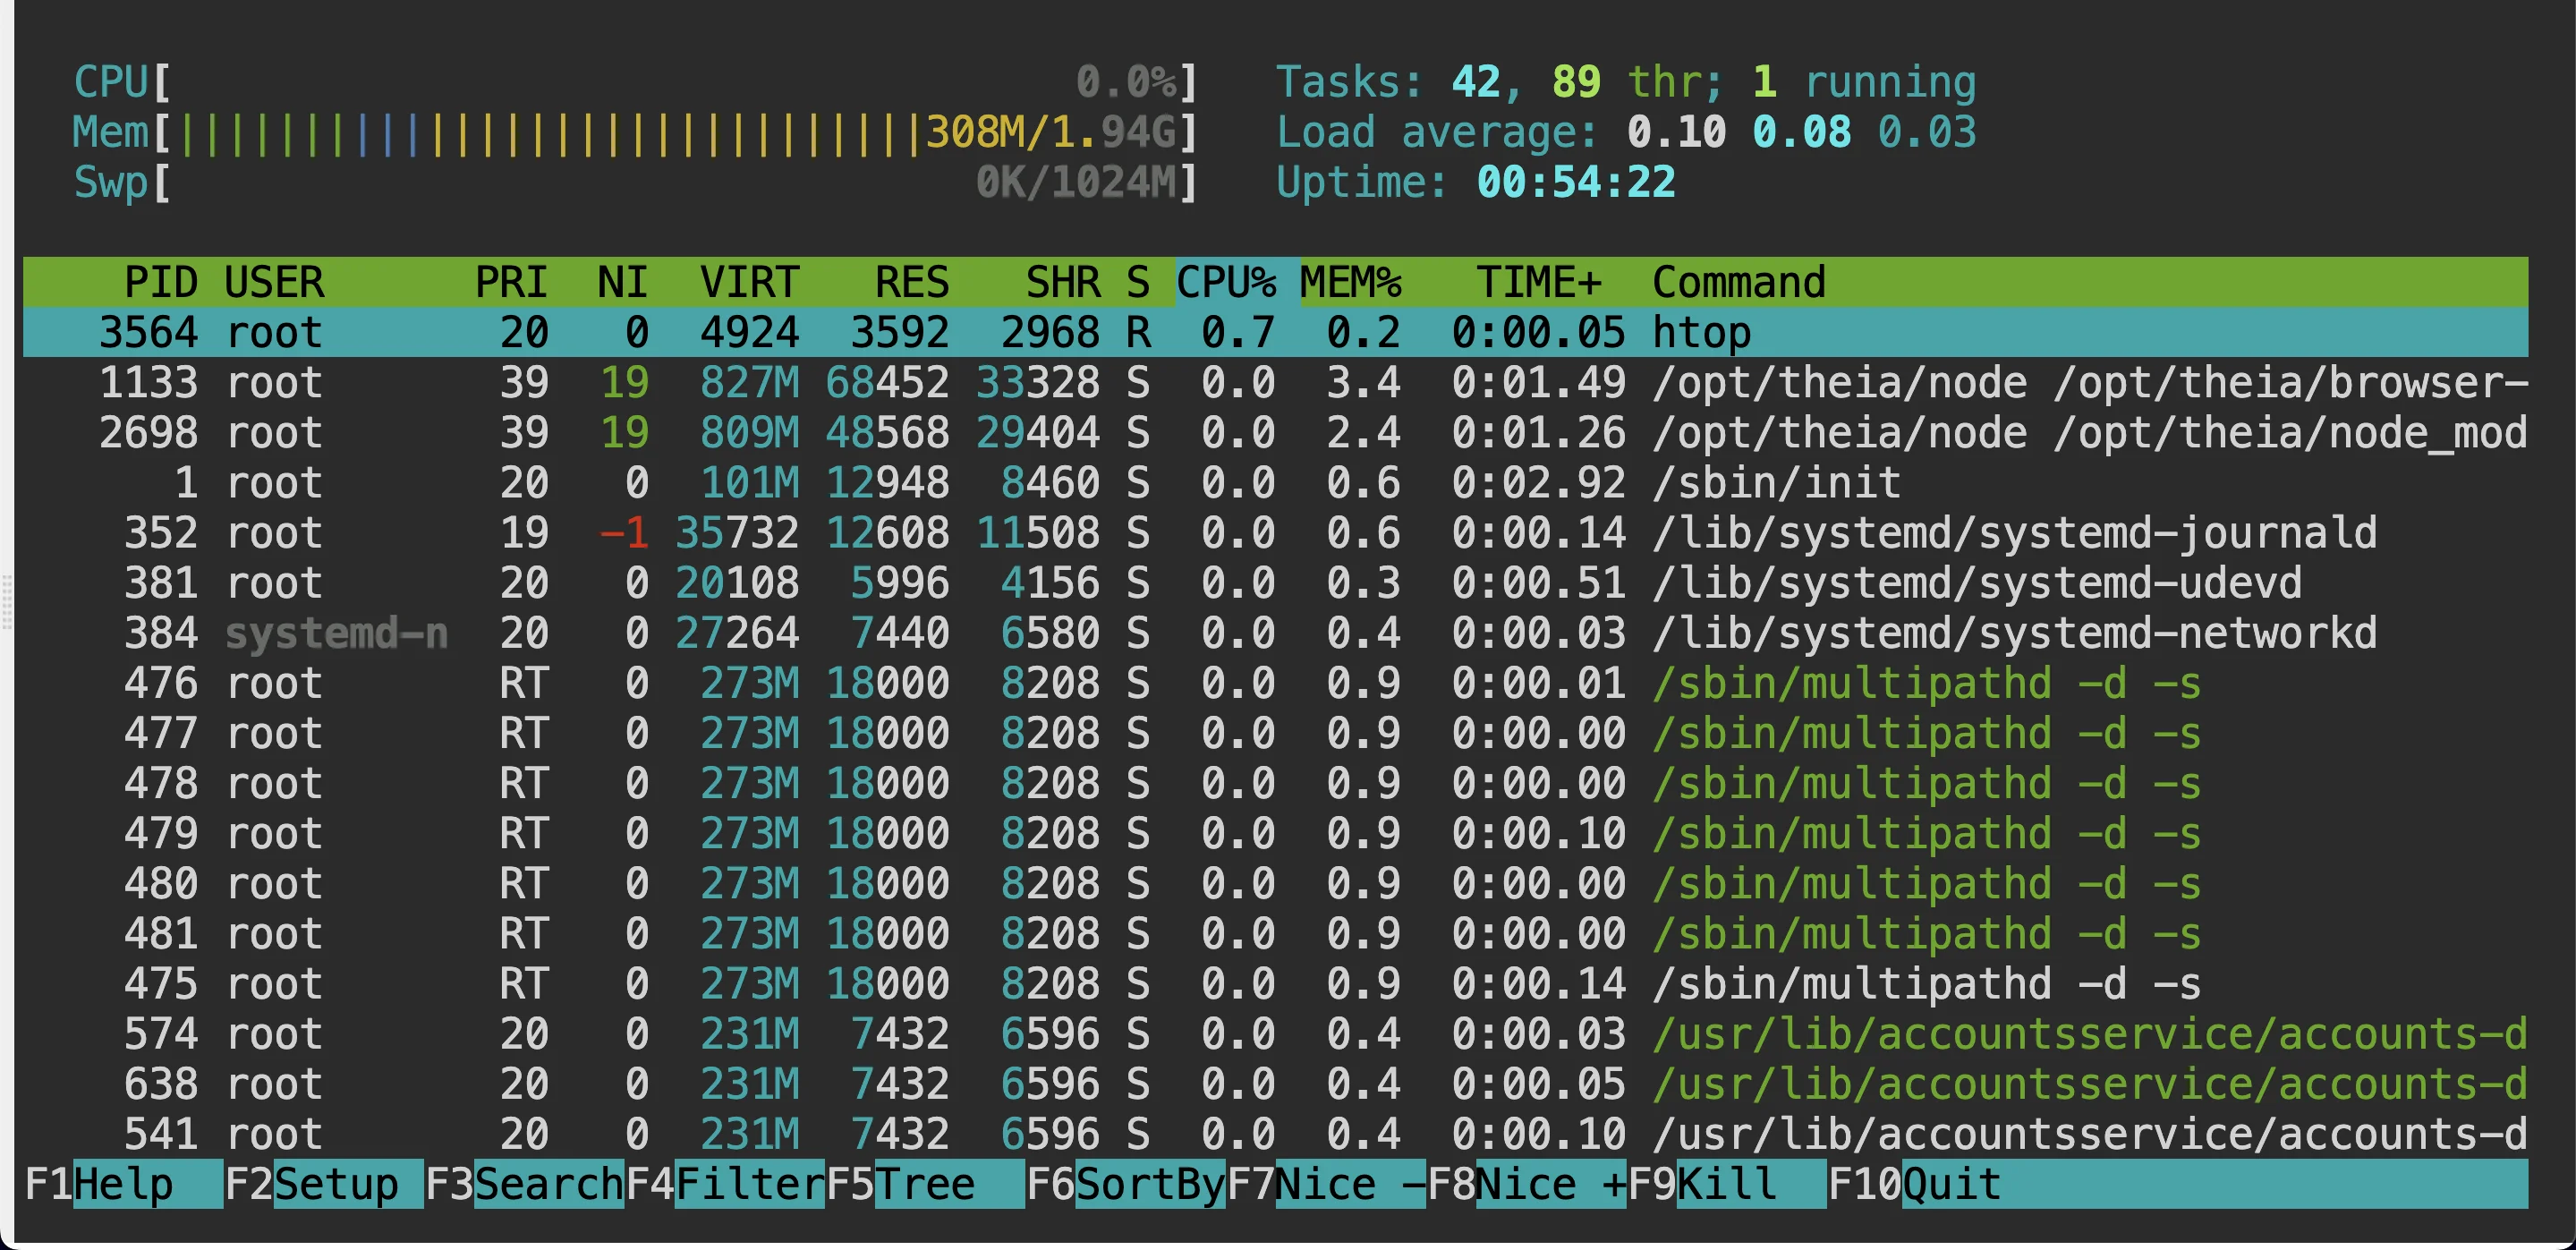 CPU[ 0.0%] Tasks: 42, 89 thr; 1 running
Mem[||||||||||||||||||||||||||||||308M/1.94G] Load average: 0.10 0.08 0.03
Swp[ 0K/1024M] Uptime: 00:54:22
PID USER PRI NI VIRT RES SHR S CPU% MEM% TIME+ Command
3564 root 20 0 4924 3592 2968 R 0.7 0.2 0:00.05 htop
1133 root 39 19 827M 68452 33328 S 0.0 3.4 0:01.49 /opt/theia/node /opt/theia/browser-
2698 root 39 19 809M 48568 29404 S 0.0 2.4 0:01.26 /opt/theia/node /opt/theia/node_mod
1 root 20 0 101M 12948 8460 S 0.0 0.6 0:02.92 /sbin/init
352 root 19 -1 35732 12608 11508 S 0.0 0.6 0:00.14 /lib/systemd/systemd-journald
381 root 20 0 20108 5996 4156 S 0.0 0.3 0:00.51 /lib/systemd/systemd-udevd
384 systemd-n 20 0 27264 7440 6580 S 0.0 0.4 0:00.03 /lib/systemd/systemd-networkd
476 root RT 0 273M 18000 8208 S 0.0 0.9 0:00.01 /sbin/multipathd -d -s
477 root RT 0 273M 18000 8208 S 0.0 0.9 0:00.00 /sbin/multipathd -d -s
478 root RT 0 273M 18000 8208 S 0.0 0.9 0:00.00 /sbin/multipathd -d -s
479 root RT 0 273M 18000 8208 S 0.0 0.9 0:00.10 /sbin/multipathd -d -s
480 root RT 0 273M 18000 8208 S 0.0 0.9 0:00.00 /sbin/multipathd -d -s
481 root RT 0 273M 18000 8208 S 0.0 0.9 0:00.00 /sbin/multipathd -d -s
475 root RT 0 273M 18000 8208 S 0.0 0.9 0:00.14 /sbin/multipathd -d -s
574 root 20 0 231M 7432 6596 S 0.0 0.4 0:00.03 /usr/lib/accountsservice/accounts-d
638 root 20 0 231M 7432 6596 S 0.0 0.4 0:00.05 /usr/lib/accountsservice/accounts-d
541 root 20 0 231M 7432 6596 S 0.0 0.4 0:00.10 /usr/lib/accountsservice/accounts-d
F1Help F2Setup F3SearchF4FilterF5Tree F6SortByF7Nice -F8Nice +F9Kill F10Quit